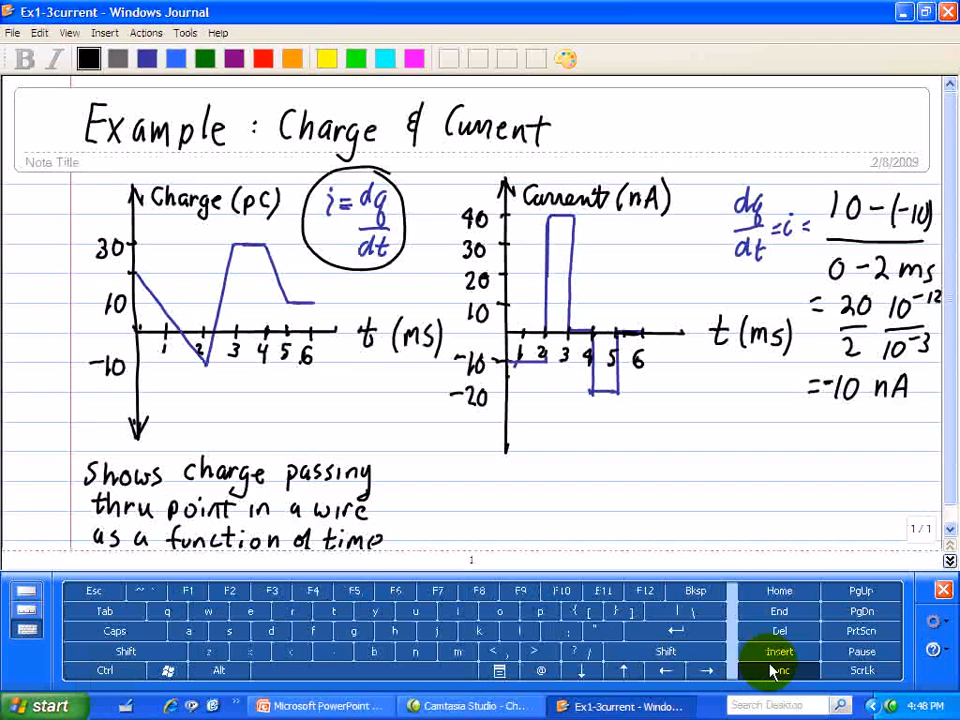 Ex1-3current - Windows Journal
File Edit View Insert Actions Tools Help
B I
Example : Charge & Current
Note Title
2/8/2009
Charge (pC)
i = dq/dt
30
10
-10
1 2 3 4 5 6
t (ms)
Current (nA)
40
30
20
10
-10
-20
1 2 3 4 5 6
t (ms)
dq/dt = i = 10 - (-10)
0 - 2 ms
= 20 10^-12
2 10^-3
= -10 nA
Shows charge passing
thru point in a wire
as a function of time
1 / 1
1
Esc ~ ` F1 F2 F3 F4 F5 F6 F7 F8 F9 F10 F11 F12 Bksp Home PgUp
Tab q w e r t y u i o p { [ } ] | \ End PgDn
Caps a s d f g h j k l : ; " ' Del PrtScn
Shift z x c v b n m < , > . ? / Shift Insert Pause
Ctrl Alt @ ScrLk
start Microsoft PowerPoint ... Camtasia Studio - Ch... Ex1-3current - Windo... Search Desktop 4:48 PM